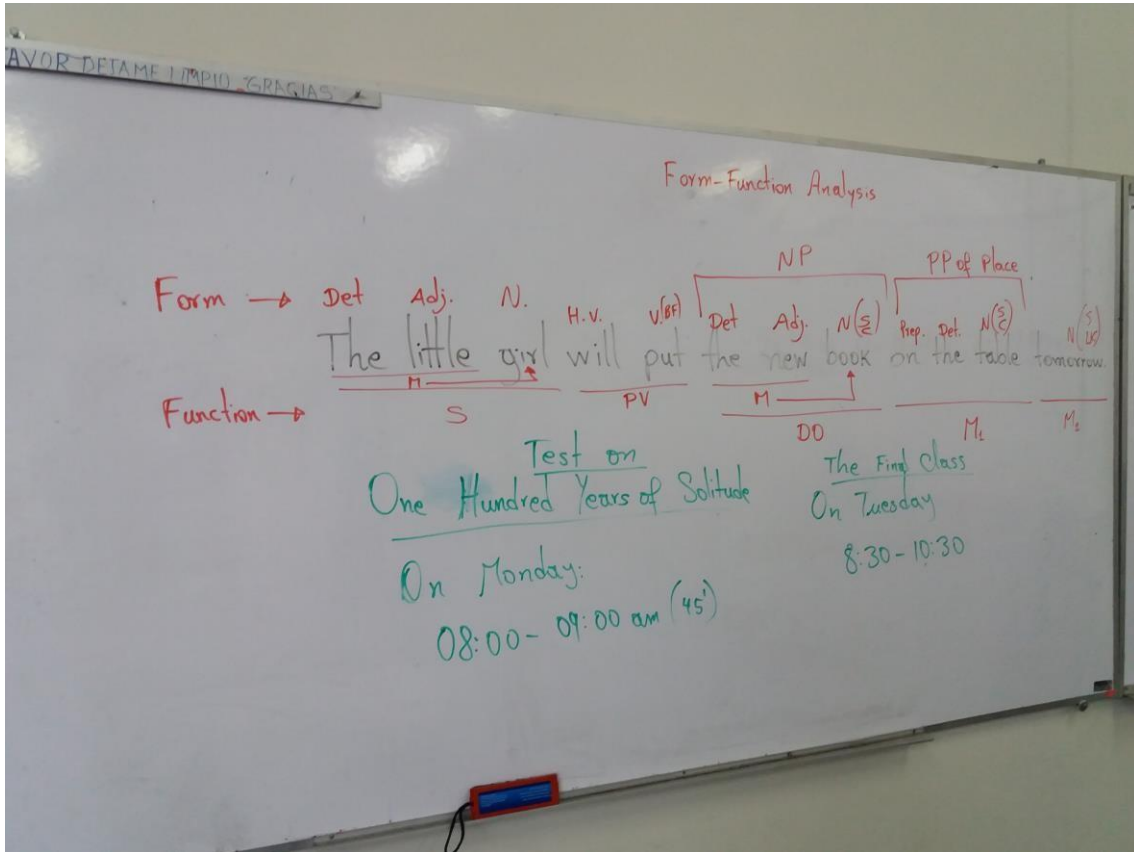 AVOR DEJAME LIMPIO "GRACIAS"
Form-Function Analysis
NP PP of Place
Form → Det Adj. N. H.V. V.(BF) Det Adj. N(S/C) Prep. Det. N(S/C) N(S/UC)
The little girl will put the new book on the table tomorrow.
M M
Function → S PV DO M₁ M₂
Test on
One Hundred Years of Solitude
On Monday:
08:00 - 09:00 am (45')
The Final Class
On Tuesday
8:30 - 10:30